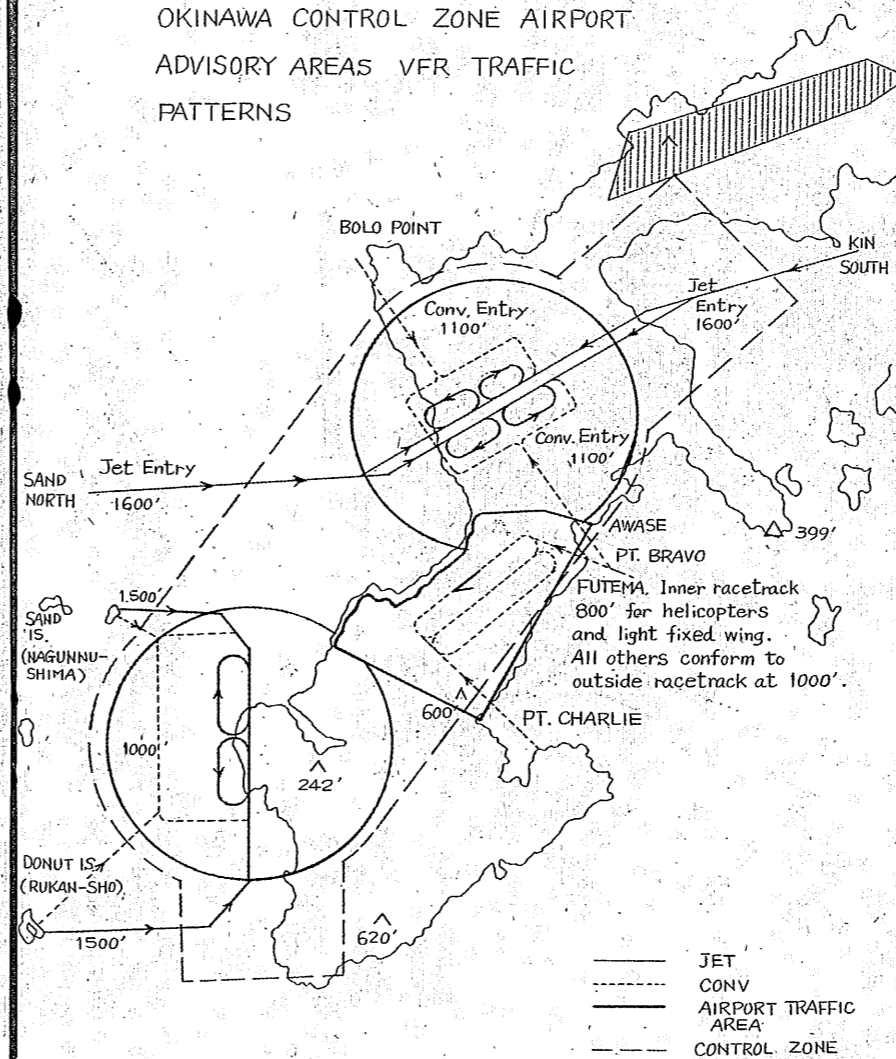 OKINAWA CONTROL ZONE AIRPORT
ADVISORY AREAS VFR TRAFFIC
PATTERNS
BOLO POINT
KIN
SOUTH
Jet
Entry
1600'
Conv. Entry
1100'
Conv. Entry
1100'
SAND
NORTH
Jet Entry
1600'
AWASE
PT. BRAVO
399'
FUTEMA, Inner racetrack
800' for helicopters
and light fixed wing.
All others conform to
outside racetrack at 1000'.
1500'
SAND
IS.
(NAGUNNU-
SHIMA)
600'
PT. CHARLIE
1000'
242'
DONUT IS.
(RUKAN-SHO)
1500'
620'
JET
CONV
AIRPORT TRAFFIC
AREA
CONTROL ZONE